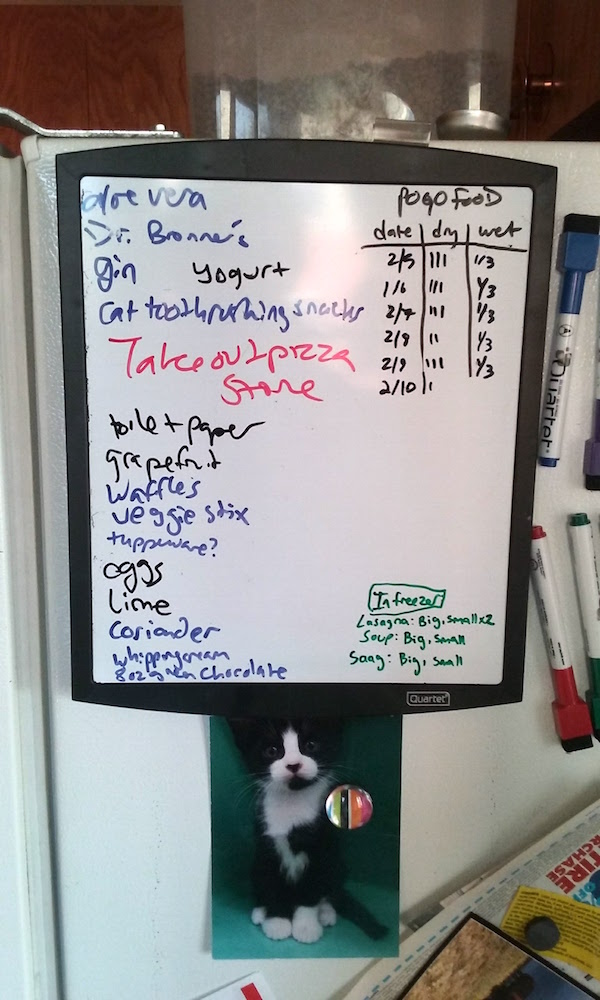 aloe vera
Dr. Bronner's
gin yogurt
cat toothbrushing snacks
Takeout pizza
Stone
toilet paper
grapefruit
waffles
veggie stix
tupperware?
eggs
lime
Coriander
whipping cream
8oz Chocolate
POGO FOOD
date | dry | wet
2/5 | III | 1/3
1/6 | III | 1/3
2/7 | III | 1/3
2/8 | II | 1/3
2/9 | III | 1/3
2/10 | I
In freezer
Lasagna: Big, small x2
Soup: Big, small
Saag: Big, small
Quartet
Quartet
TIRE
RCHASE